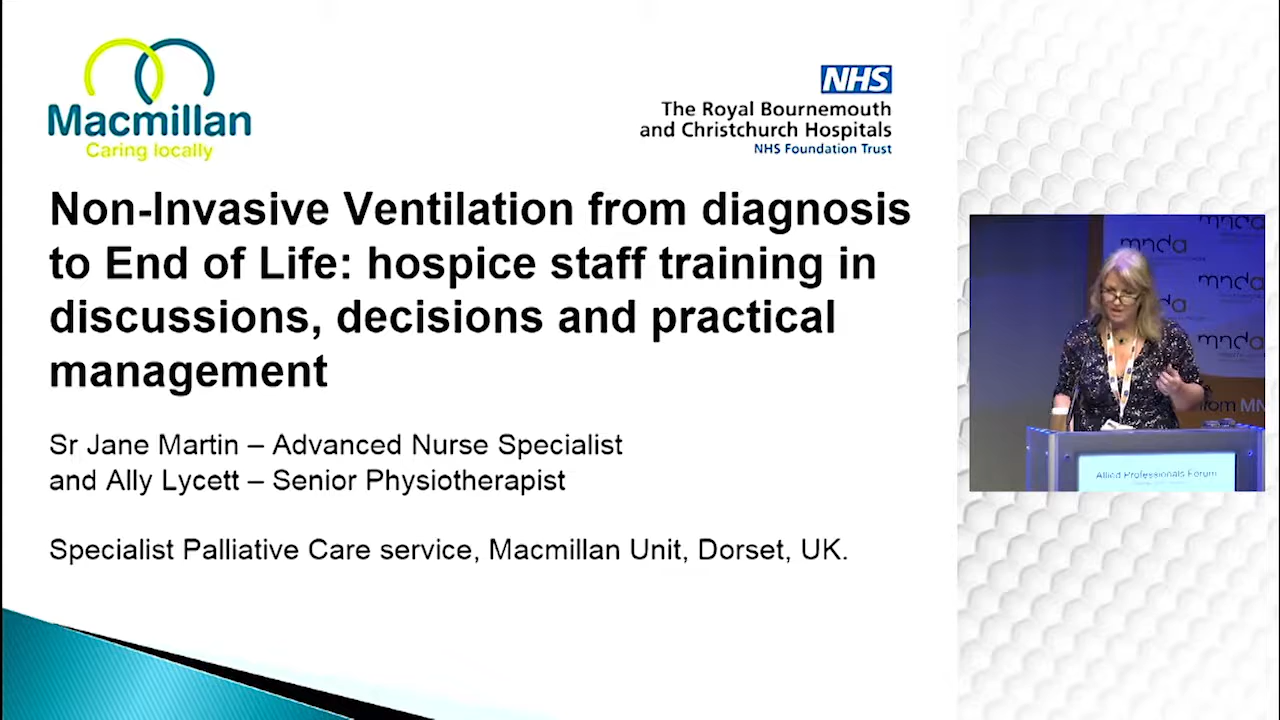 Macmillan
Caring locally
NHS
The Royal Bournemouth
and Christchurch Hospitals
NHS Foundation Trust
Non-Invasive Ventilation from diagnosis
to End of Life: hospice staff training in
discussions, decisions and practical
management
Sr Jane Martin – Advanced Nurse Specialist
and Ally Lycett – Senior Physiotherapist
Specialist Palliative Care service, Macmillan Unit, Dorset, UK.
mnda
mnda
mnda
mnda
from MN
Allied Professionals Forum